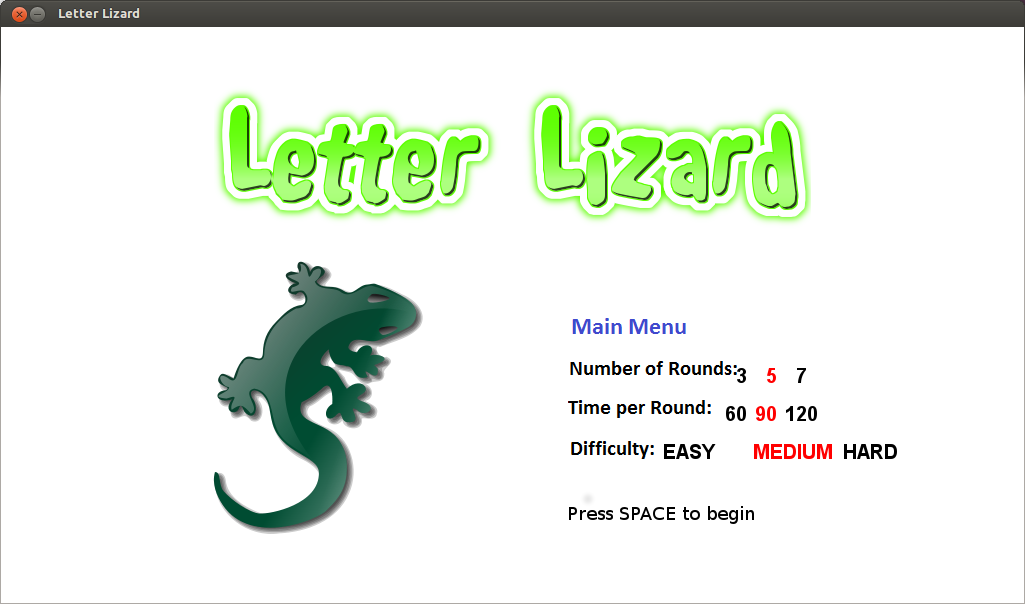 Letter Lizard
Letter Lizard
Main Menu
Number of Rounds: 3 5 7
Time per Round: 60 90 120
Difficulty: EASY MEDIUM HARD
Press SPACE to begin